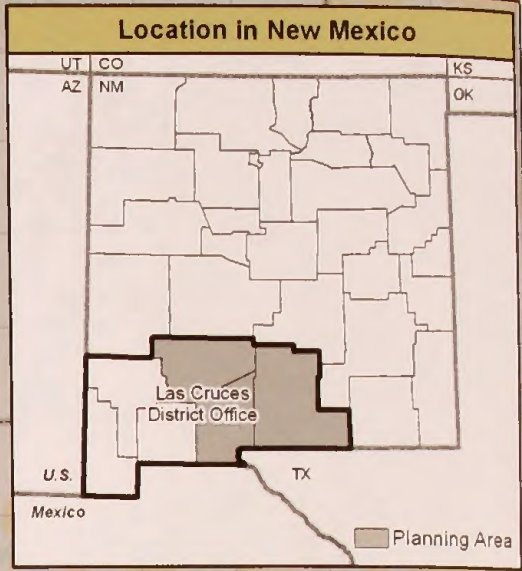 Location in New Mexico
UT CO
KS
AZ NM
OK
Las Cruces
District Office
U.S.
TX
Mexico
Planning Area